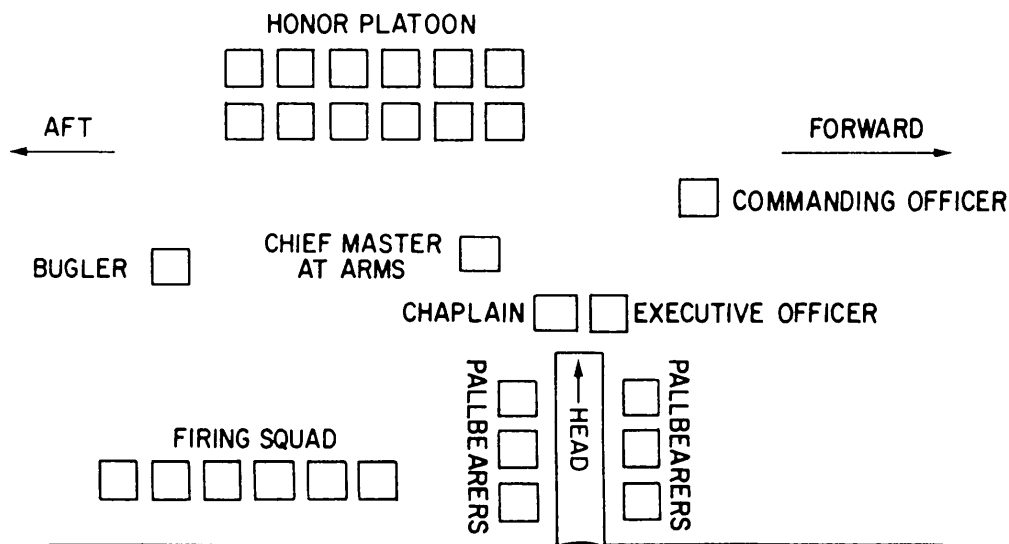 HONOR PLATOON
AFT
FORWARD
COMMANDING OFFICER
CHIEF MASTER
AT ARMS
BUGLER
CHAPLAIN
EXECUTIVE OFFICER
PALLBEARERS
HEAD
PALLBEARERS
FIRING SQUAD